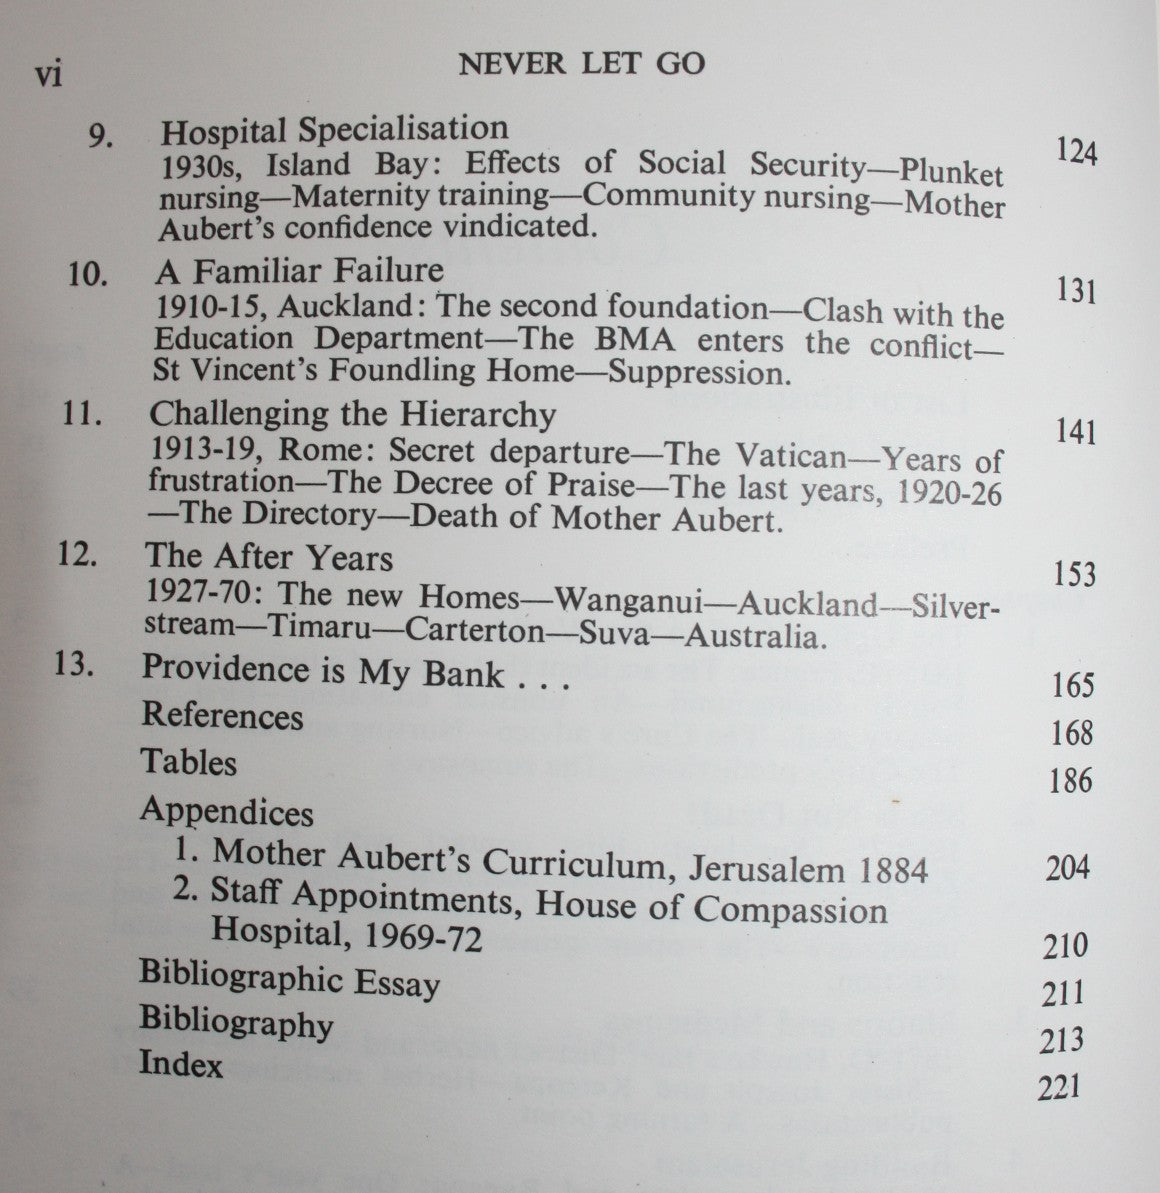 vi NEVER LET GO
9. Hospital Specialisation 124
1930s, Island Bay: Effects of Social Security—Plunket
nursing—Maternity training—Community nursing—Mother
Aubert's confidence vindicated.
10. A Familiar Failure 131
1910-15, Auckland: The second foundation—Clash with the
Education Department—The BMA enters the conflict—
St Vincent's Foundling Home—Suppression.
11. Challenging the Hierarchy 141
1913-19, Rome: Secret departure—The Vatican—Years of
frustration—The Decree of Praise—The last years, 1920-26
—The Directory—Death of Mother Aubert.
12. The After Years 153
1927-70: The new Homes—Wanganui—Auckland—Silver-
stream—Timaru—Carterton—Suva—Australia.
13. Providence is My Bank . . . 165
References 168
Tables 186
Appendices
1. Mother Aubert's Curriculum, Jerusalem 1884 204
2. Staff Appointments, House of Compassion
Hospital, 1969-72 210
Bibliographic Essay 211
Bibliography 213
Index 221